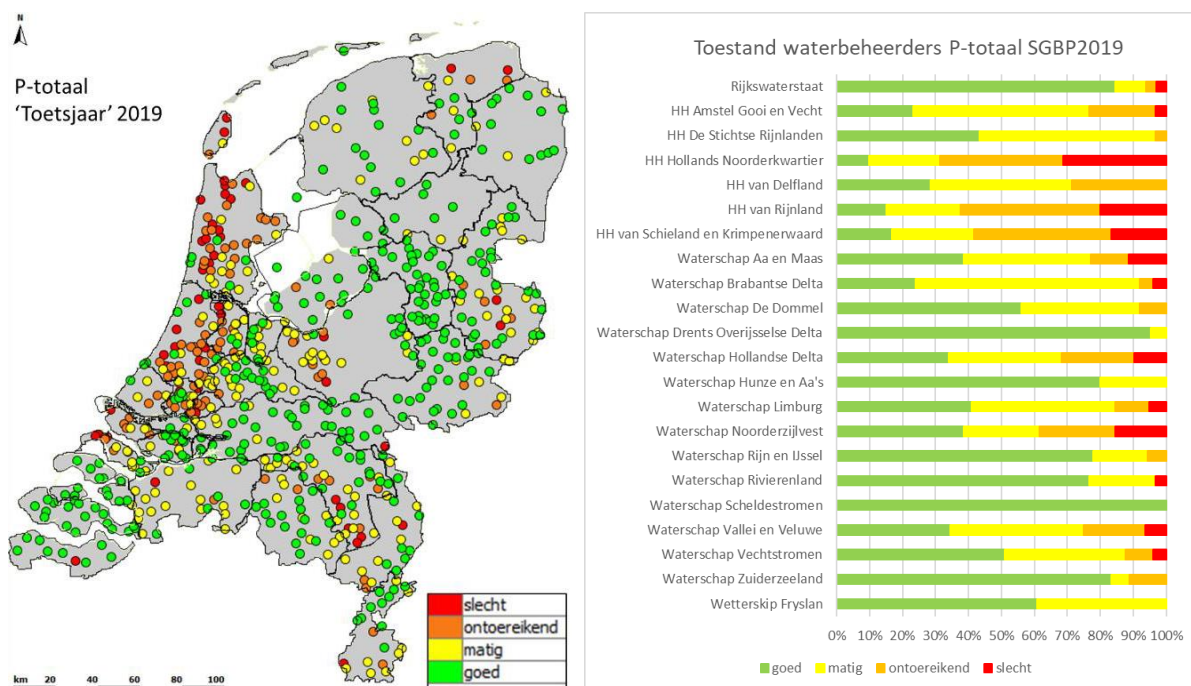 N
P-totaal
'Toetsjaar' 2019
slecht
ontoereikend
matig
goed
km 20 40 60 80 100
Toestand waterbeheerders P-totaal SGBP2019
Rijkswaterstaat
HH Amstel Gooi en Vecht
HH De Stichtse Rijnlanden
HH Hollands Noorderkwartier
HH van Delfland
HH van Rijnland
HH van Schieland en Krimpenerwaard
Waterschap Aa en Maas
Waterschap Brabantse Delta
Waterschap De Dommel
Waterschap Drents Overijsselse Delta
Waterschap Hollandse Delta
Waterschap Hunze en Aa's
Waterschap Limburg
Waterschap Noorderzijlvest
Waterschap Rijn en IJssel
Waterschap Rivierenland
Waterschap Scheldestromen
Waterschap Vallei en Veluwe
Waterschap Vechtstromen
Waterschap Zuiderzeeland
Wetterskip Fryslan
0% 10% 20% 30% 40% 50% 60% 70% 80% 90% 100%
goed matig ontoereikend slecht